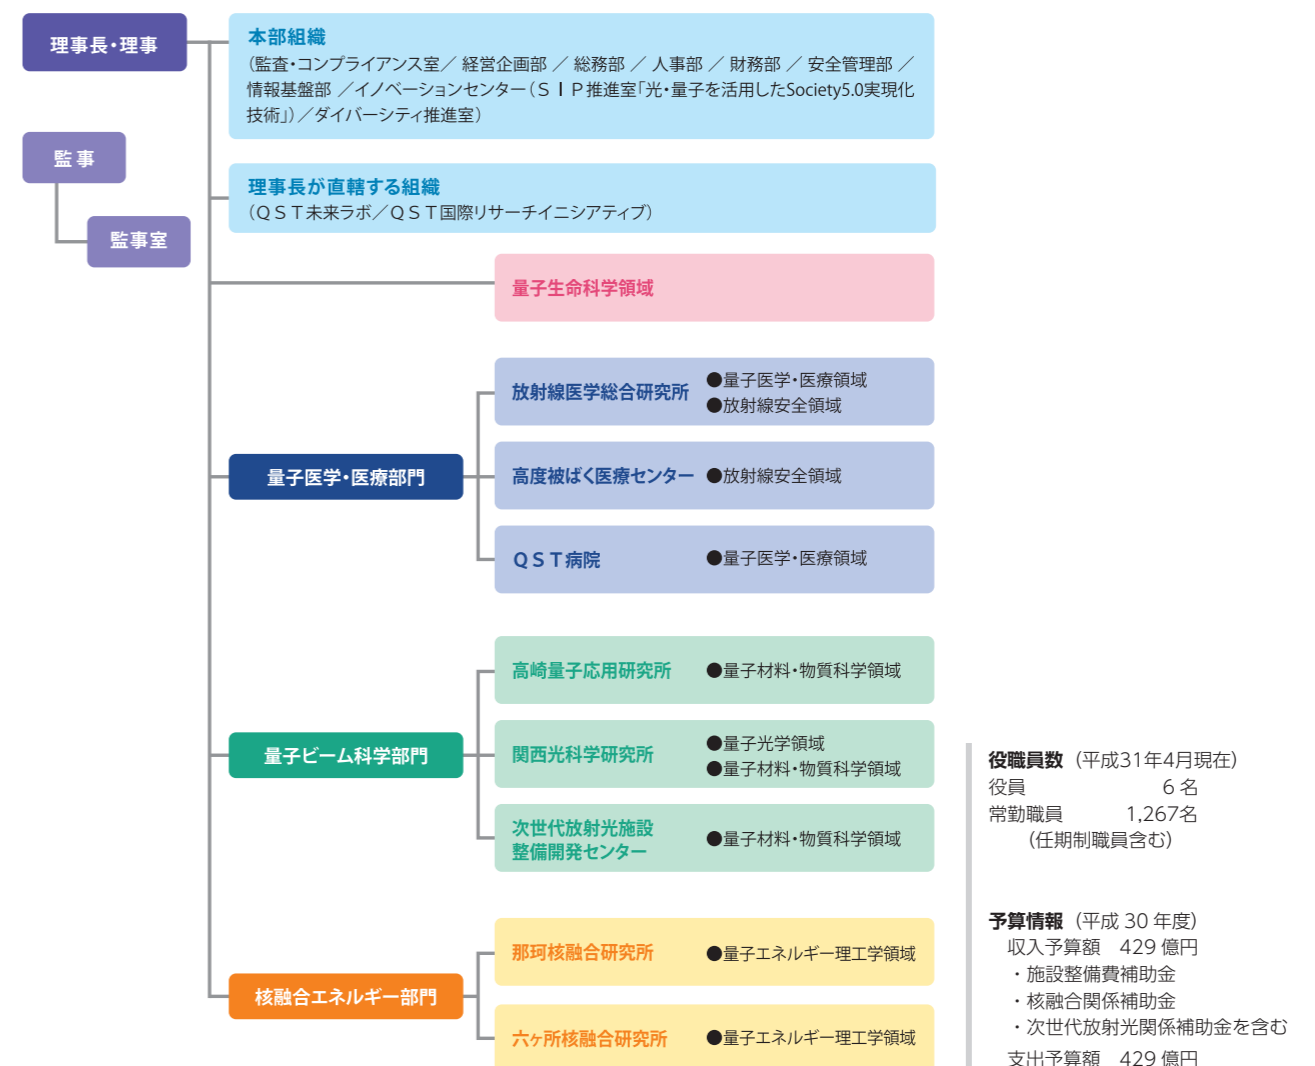 理事長・理事
監事
監事室
本部組織
(監査・コンプライアンス室／ 経営企画部 ／ 総務部 ／ 人事部 ／ 財務部 ／ 安全管理部 ／
情報基盤部 ／イノベーションセンター(ＳＩＰ推進室「光・量子を活用したSociety5.0実現化
技術」)／ダイバーシティ推進室)
理事長が直轄する組織
(ＱＳＴ未来ラボ／ＱＳＴ国際リサーチイニシアティブ)
量子生命科学領域
量子医学・医療部門
放射線医学総合研究所
●量子医学・医療領域
●放射線安全領域
高度被ばく医療センター ●放射線安全領域
ＱＳＴ病院 ●量子医学・医療領域
量子ビーム科学部門
高崎量子応用研究所 ●量子材料・物質科学領域
関西光科学研究所
●量子光学領域
●量子材料・物質科学領域
次世代放射光施設
整備開発センター
●量子材料・物質科学領域
核融合エネルギー部門
那珂核融合研究所 ●量子エネルギー理工学領域
六ヶ所核融合研究所 ●量子エネルギー理工学領域
役職員数 (平成31年4月現在)
役員 6 名
常勤職員 1,267名
(任期制職員含む)
予算情報 (平成 30 年度)
収入予算額 429 億円
・施設整備費補助金
・核融合関係補助金
・次世代放射光関係補助金を含む
支出予算額 429 億円